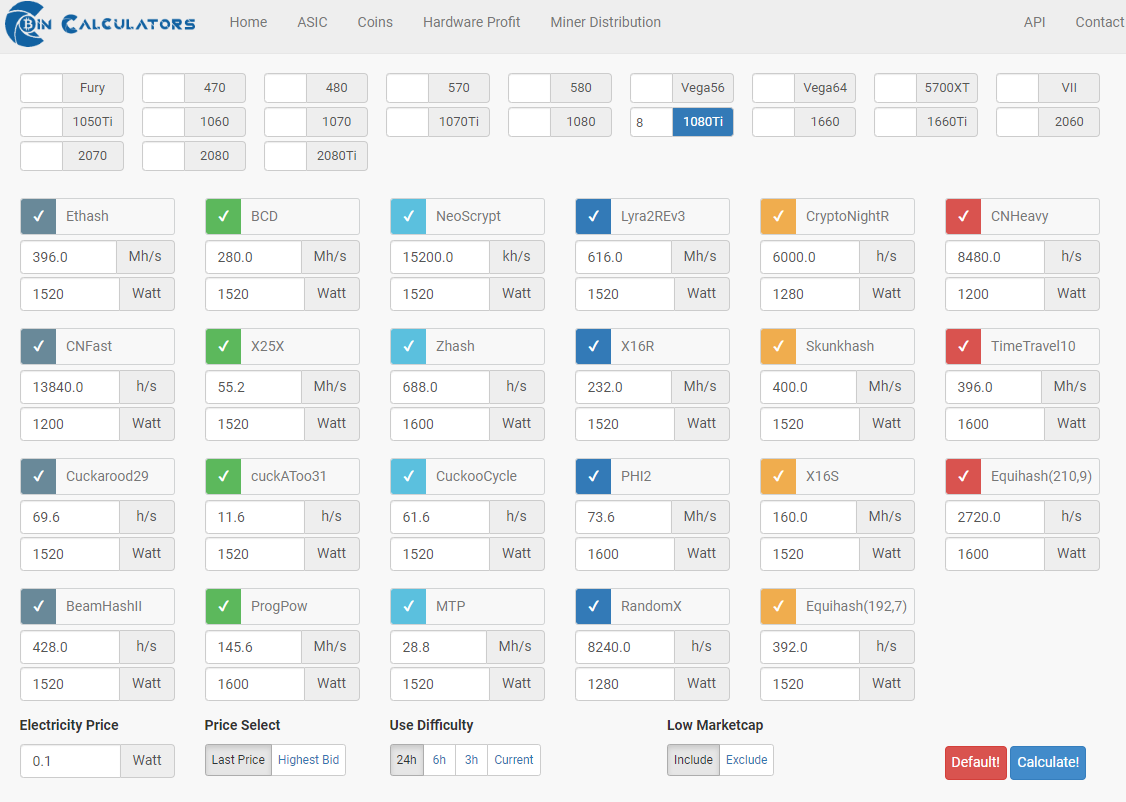 BiN CALCULATORS Home ASIC Coins Hardware Profit Miner Distribution API Contact
Fury 470 480 570 580 Vega56 Vega64 5700XT VII
1050Ti 1060 1070 1070Ti 1080 8 1080Ti 1660 1660Ti 2060
2070 2080 2080Ti
Ethash BCD NeoScrypt Lyra2REv3 CryptoNightR CNHeavy
396.0 Mh/s 280.0 Mh/s 15200.0 kh/s 616.0 Mh/s 6000.0 h/s 8480.0 h/s
1520 Watt 1520 Watt 1520 Watt 1520 Watt 1280 Watt 1200 Watt
CNFast X25X Zhash X16R Skunkhash TimeTravel10
13840.0 h/s 55.2 Mh/s 688.0 h/s 232.0 Mh/s 400.0 Mh/s 396.0 Mh/s
1200 Watt 1520 Watt 1600 Watt 1520 Watt 1520 Watt 1600 Watt
Cuckarood29 cuckAToo31 CuckooCycle PHI2 X16S Equihash(210,9)
69.6 h/s 11.6 h/s 61.6 h/s 73.6 Mh/s 160.0 Mh/s 2720.0 h/s
1520 Watt 1520 Watt 1520 Watt 1600 Watt 1520 Watt 1600 Watt
BeamHashII ProgPow MTP RandomX Equihash(192,7)
428.0 h/s 145.6 Mh/s 28.8 Mh/s 8240.0 h/s 392.0 h/s
1520 Watt 1600 Watt 1520 Watt 1280 Watt 1520 Watt
Electricity Price Price Select Use Difficulty Low Marketcap
0.1 Watt Last Price Highest Bid 24h 6h 3h Current Include Exclude Default! Calculate!